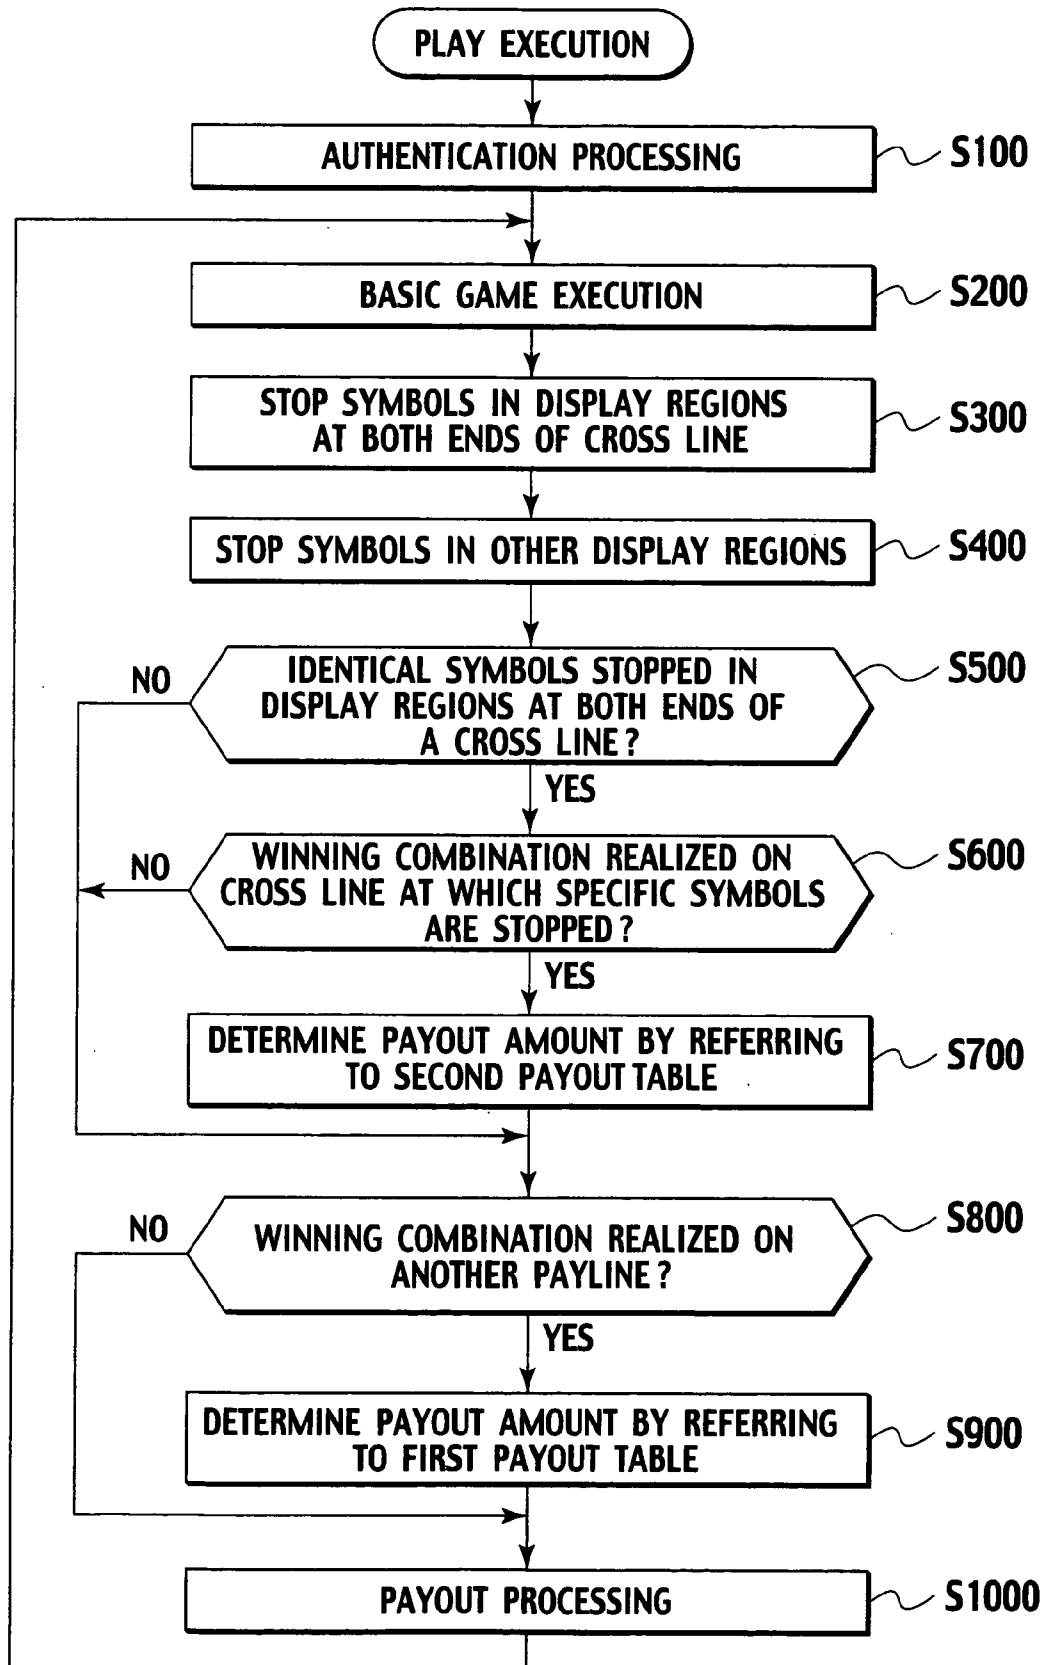 PLAY EXECUTION
AUTHENTICATION PROCESSING
S100
BASIC GAME EXECUTION
S200
STOP SYMBOLS IN DISPLAY REGIONS
AT BOTH ENDS OF CROSS LINE
S300
STOP SYMBOLS IN OTHER DISPLAY REGIONS
S400
NO
IDENTICAL SYMBOLS STOPPED IN
DISPLAY REGIONS AT BOTH ENDS OF
A CROSS LINE?
S500
YES
NO
WINNING COMBINATION REALIZED ON
CROSS LINE AT WHICH SPECIFIC SYMBOLS
ARE STOPPED?
S600
YES
DETERMINE PAYOUT AMOUNT BY REFERRING
TO SECOND PAYOUT TABLE
S700
NO
WINNING COMBINATION REALIZED ON
ANOTHER PAYLINE?
S800
YES
DETERMINE PAYOUT AMOUNT BY REFERRING
TO FIRST PAYOUT TABLE
S900
PAYOUT PROCESSING
S1000